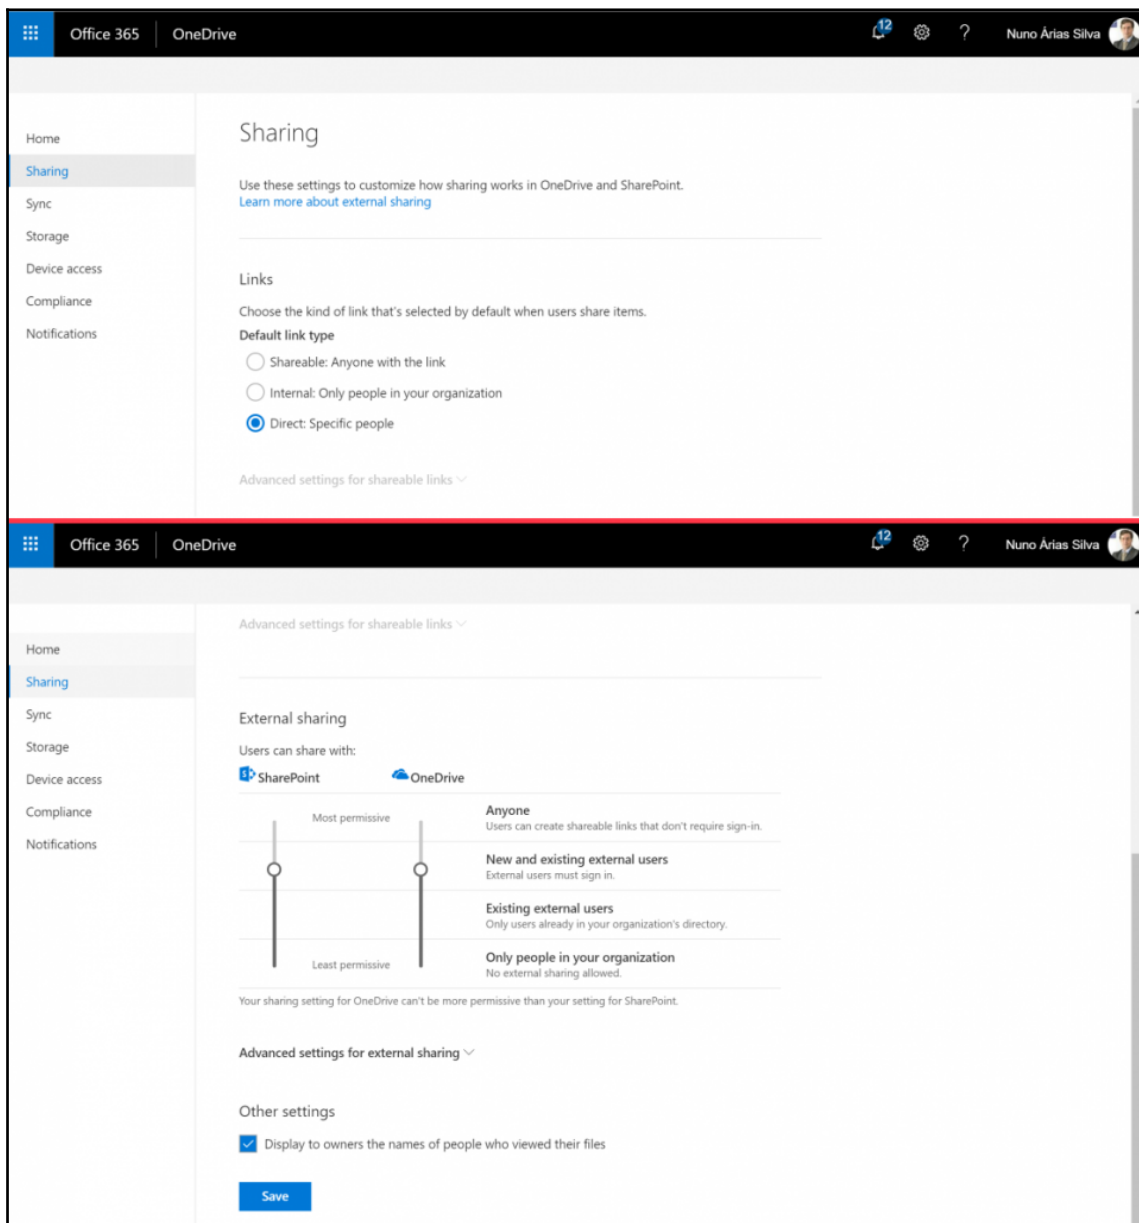 Office 365 OneDrive 12 ? Nuno Árias Silva
Home
Sharing
Sync
Storage
Device access
Compliance
Notifications
Sharing
Use these settings to customize how sharing works in OneDrive and SharePoint.
Learn more about external sharing
Links
Choose the kind of link that's selected by default when users share items.
Default link type
Shareable: Anyone with the link
Internal: Only people in your organization
Direct: Specific people
Advanced settings for shareable links
Office 365 OneDrive 12 ? Nuno Árias Silva
Home
Sharing
Sync
Storage
Device access
Compliance
Notifications
Advanced settings for shareable links
External sharing
Users can share with:
SharePoint OneDrive
Most permissive
Anyone
Users can create shareable links that don't require sign-in.
New and existing external users
External users must sign in.
Existing external users
Only users already in your organization's directory.
Least permissive
Only people in your organization
No external sharing allowed.
Your sharing setting for OneDrive can't be more permissive than your setting for SharePoint.
Advanced settings for external sharing
Other settings
Display to owners the names of people who viewed their files
Save